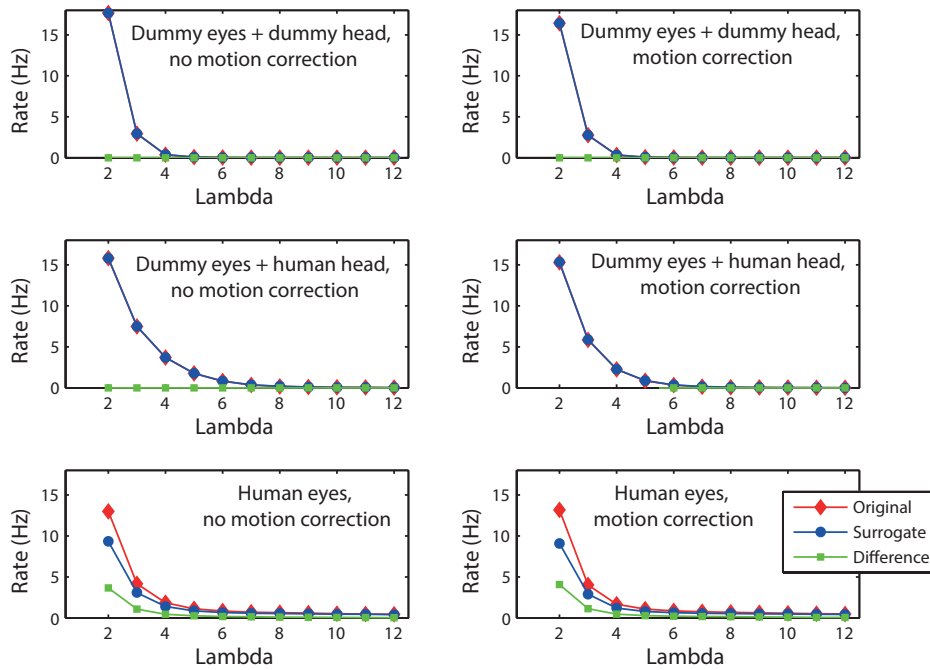 Dummy eyes + dummy head,
no motion correction
Rate (Hz)
15
10
5
0
2 4 6 8 10 12
Lambda
Dummy eyes + dummy head,
motion correction
Rate (Hz)
15
10
5
0
2 4 6 8 10 12
Lambda
Dummy eyes + human head,
no motion correction
Rate (Hz)
15
10
5
0
2 4 6 8 10 12
Lambda
Dummy eyes + human head,
motion correction
Rate (Hz)
15
10
5
0
2 4 6 8 10 12
Lambda
Human eyes,
no motion correction
Rate (Hz)
15
10
5
0
2 4 6 8 10 12
Lambda
Human eyes,
motion correction
Rate (Hz)
15
10
5
0
2 4 6 8 10 12
Lambda
Original
Surrogate
Difference